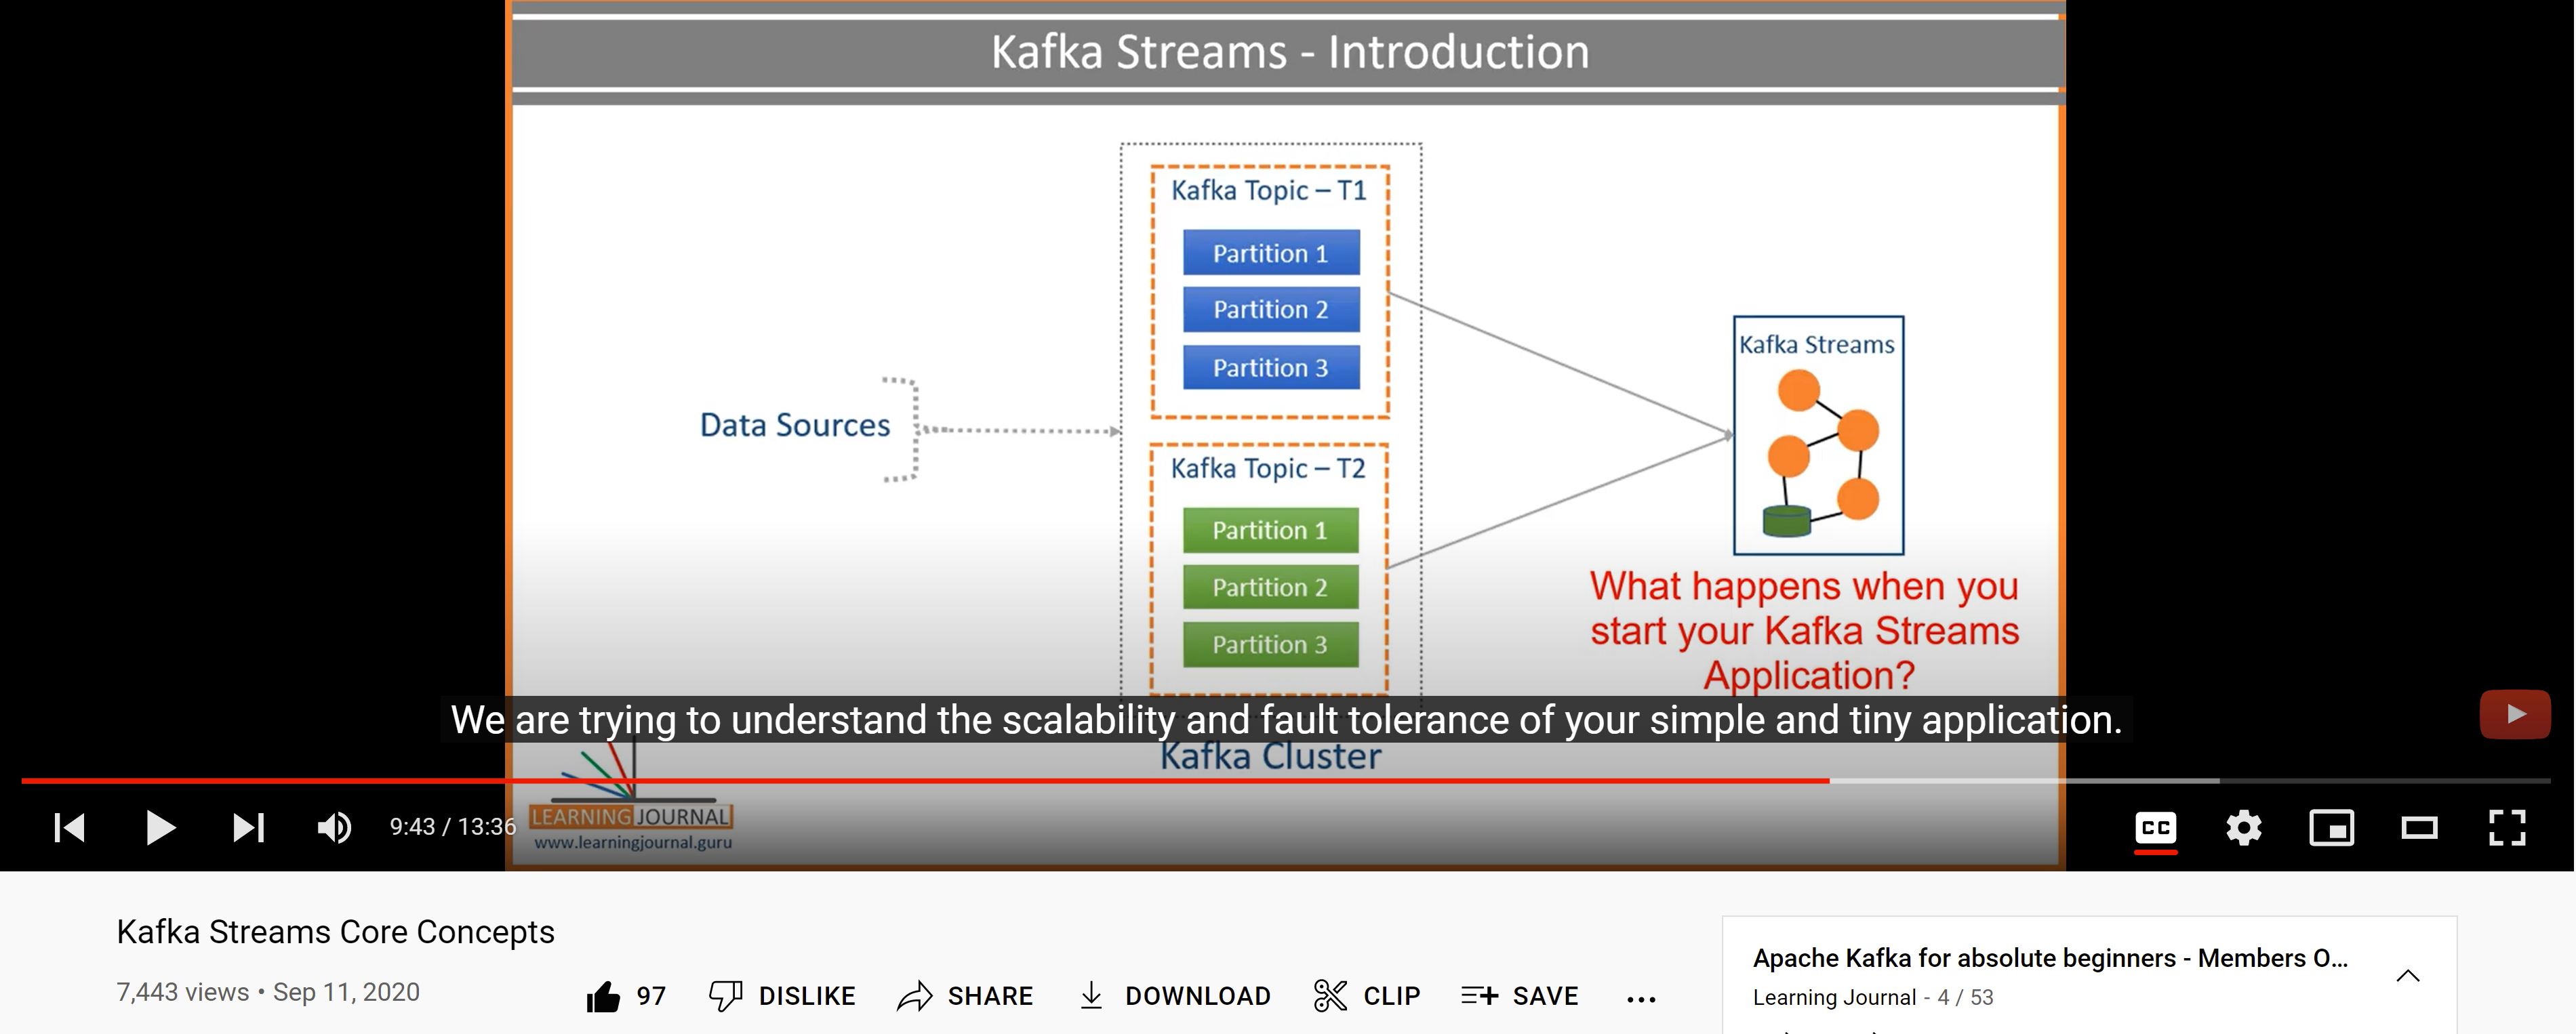 Kafka Streams - Introduction
Kafka Topic – T1
Partition 1
Partition 2
Partition 3
Data Sources
Kafka Topic – T2
Partition 1
Partition 2
Partition 3
Kafka Streams
What happens when you
start your Kafka Streams
Application?
We are trying to understand the scalability and fault tolerance of your simple and tiny application.
Kafka Cluster
LEARNING JOURNAL
www.learningjournal.guru
9:43 / 13:36
CC
Kafka Streams Core Concepts
7,443 views • Sep 11, 2020
97 DISLIKE SHARE DOWNLOAD CLIP SAVE ...
Apache Kafka for absolute beginners - Members O...
Learning Journal - 4 / 53